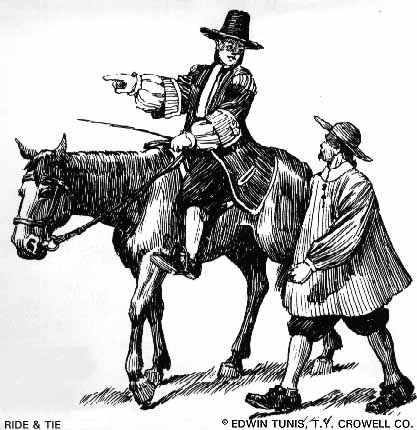 RIDE & TIE
© EDWIN TUNIS, T.Y. CROWELL CO.